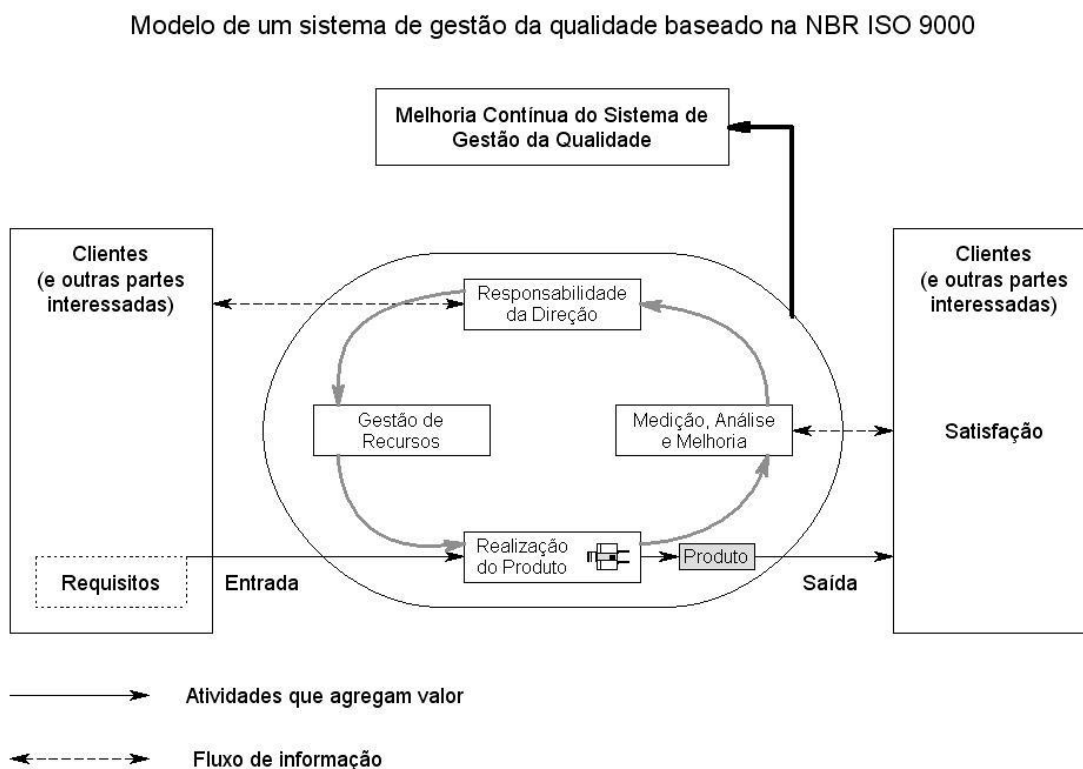 Modelo de um sistema de gestão da qualidade baseado na NBR ISO 9000
Melhoria Contínua do Sistema de
Gestão da Qualidade
Clientes
(e outras partes
interessadas)
Responsabilidade
da Direção
Clientes
(e outras partes
interessadas)
Gestão de
Recursos
Medição, Análise
e Melhoria
Satisfação
Requisitos
Entrada
Realização
do Produto
Produto
Saída
Atividades que agregam valor
Fluxo de informação